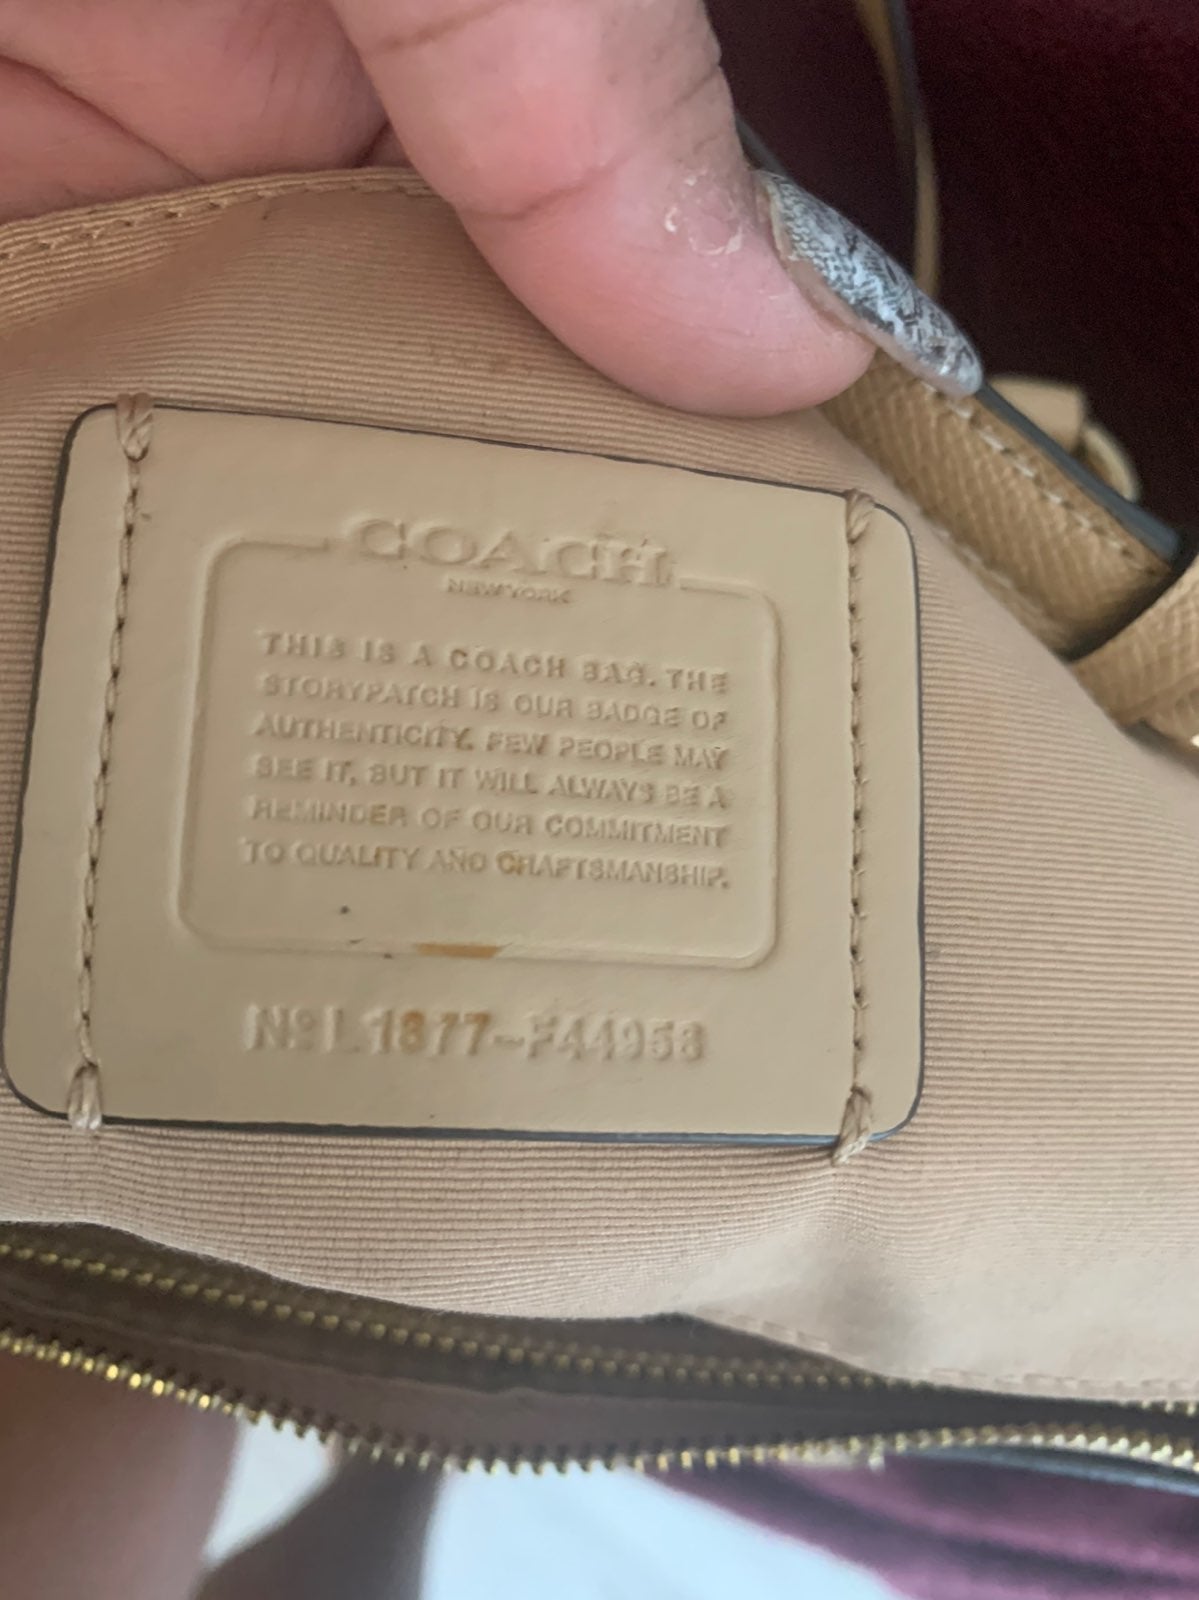 COACH
NEW YORK
THIS IS A COACH BAG. THE
STORYPATCH IS OUR BADGE OF
AUTHENTICITY. FEW PEOPLE MAY
SEE IT, BUT IT WILL ALWAYS BE A
REMINDER OF OUR COMMITMENT
TO QUALITY AND CRAFTSMANSHIP.
Nº L1877-F44958